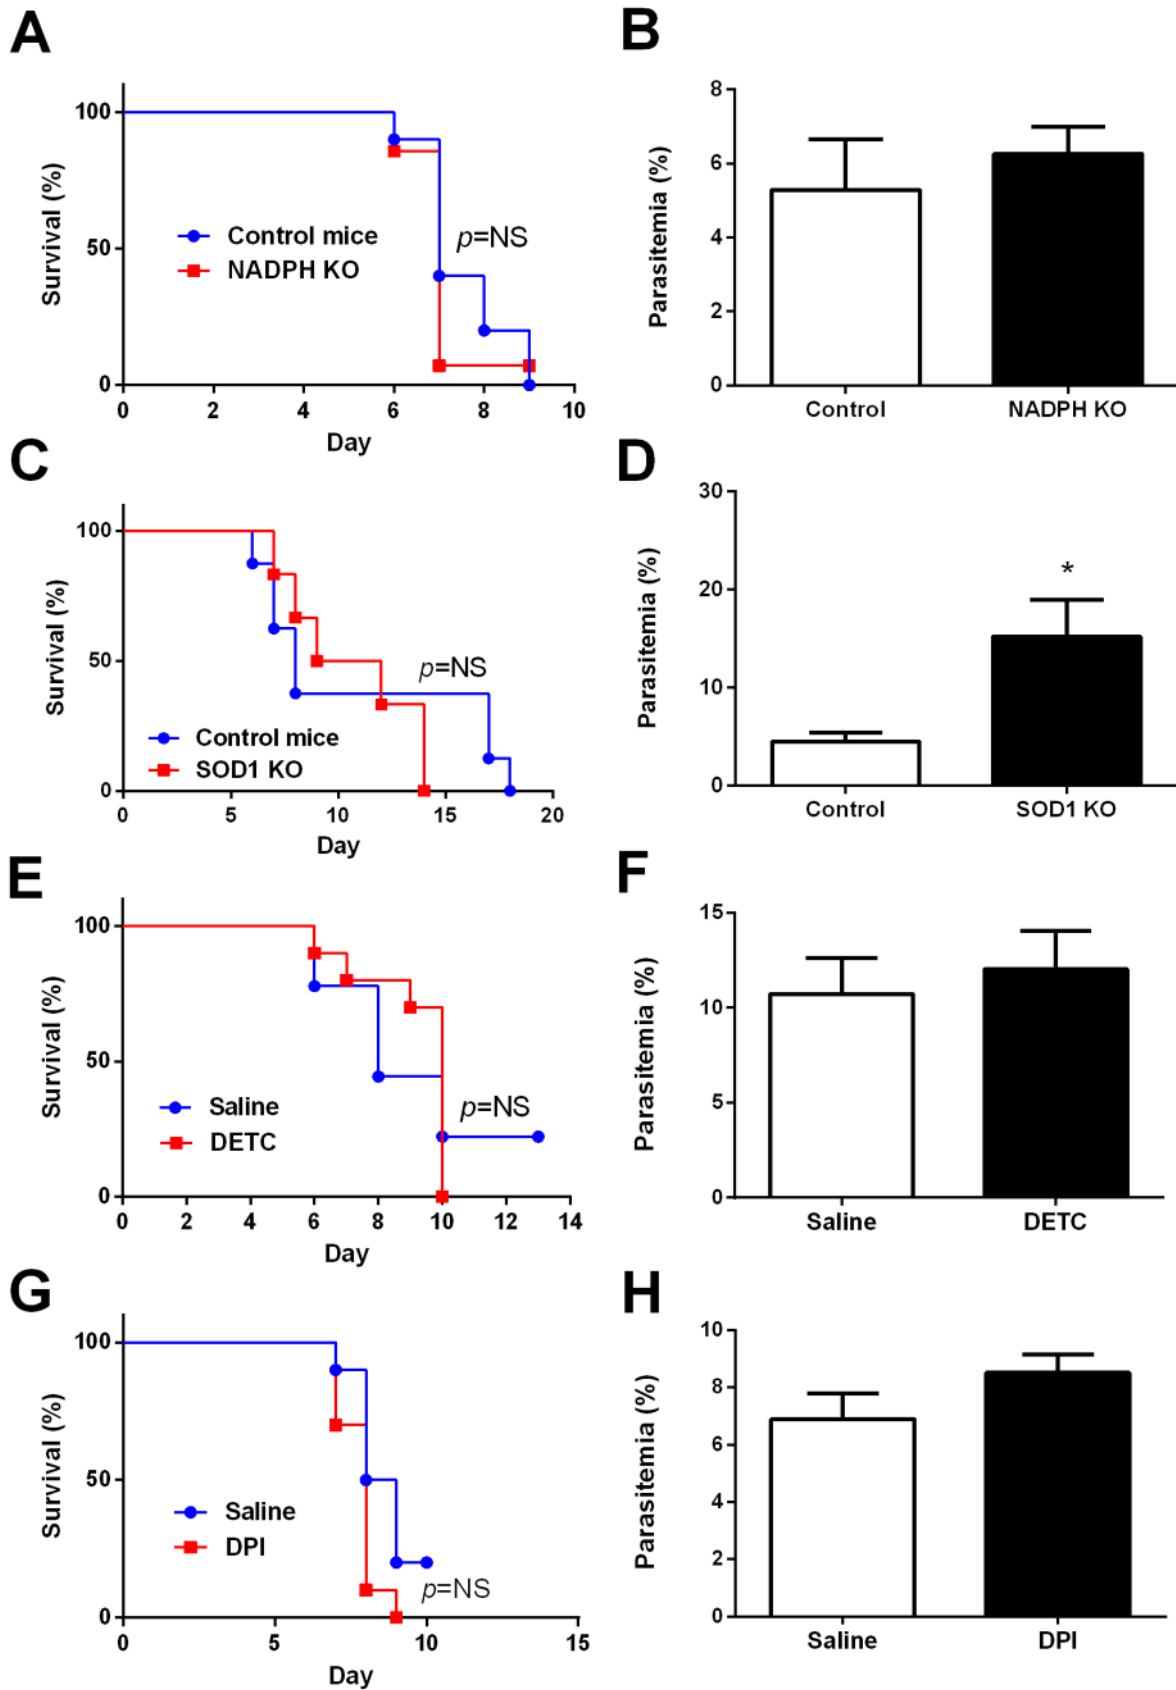 A
Survival (%)
100
50
0
Control mice
NADPH KO
p=NS
0 2 4 6 8 10
Day
B
Parasitemia (%)
8
6
4
2
0
Control NADPH KO
C
Survival (%)
100
50
0
p=NS
Control mice
SOD1 KO
0 5 10 15 20
Day
D
Parasitemia (%)
30
20
10
0
*
Control SOD1 KO
E
Survival (%)
100
50
0
Saline
DETC
p=NS
0 2 4 6 8 10 12 14
Day
F
Parasitemia (%)
15
10
5
0
Saline DETC
G
Survival (%)
100
50
0
Saline
DPI
p=NS
0 5 10 15
Day
H
Parasitemia (%)
10
8
6
4
2
0
Saline DPI